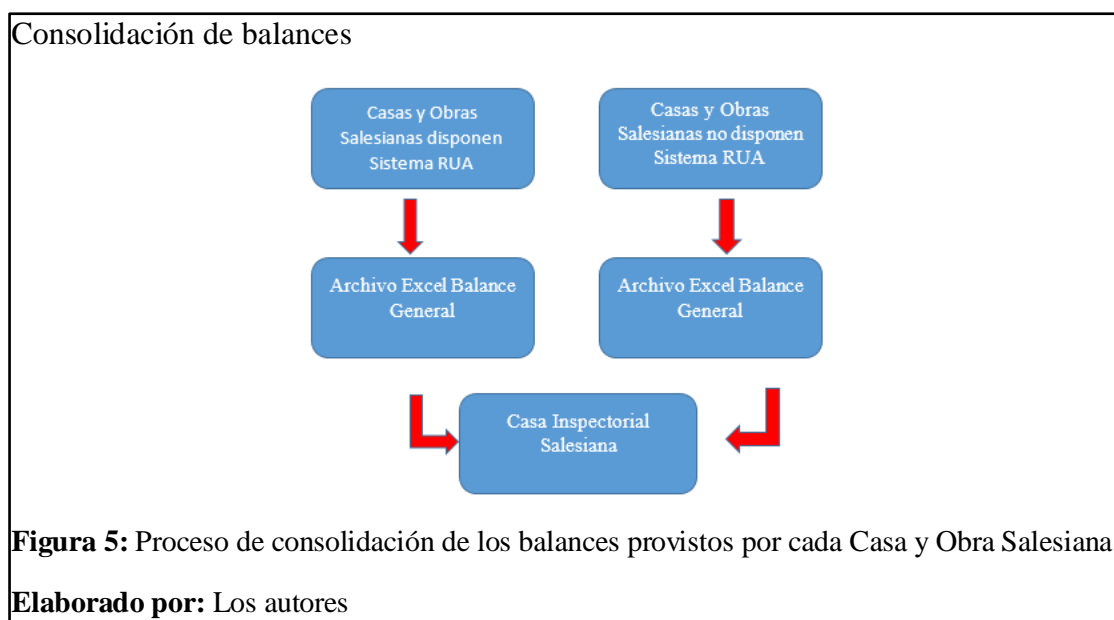 Consolidación de balances
Casas y Obras
Salesianas disponen
Sistema RUA
Casas y Obras
Salesianas no disponen
Sistema RUA
Archivo Excel Balance
General
Archivo Excel Balance
General
Casa Inspectorial
Salesiana
Figura 5: Proceso de consolidación de los balances provistos por cada Casa y Obra Salesiana
Elaborado por: Los autores